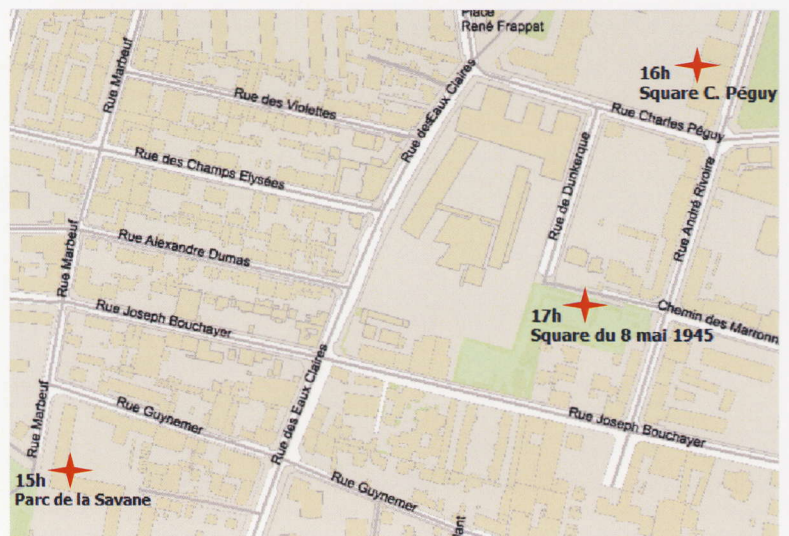 Place
René Frappat
16h
Square C. Péguy
Rue Marbeuf
Rue des Violettes
Rue des Eaux Claires
Rue Charles Péguy
Rue des Champs Elysées
Rue de Dunkerque
Rue André Rivoire
Rue Marbeuf
Rue Alexandre Dumas
Rue Joseph Bouchayer
17h
Square du 8 mai 1945
Chemin des Marronn
Rue Marbeuf
Rue Guynemer
Rue des Eaux Claires
Rue Joseph Bouchayer
15h
Parc de la Savane
Rue Guynemer